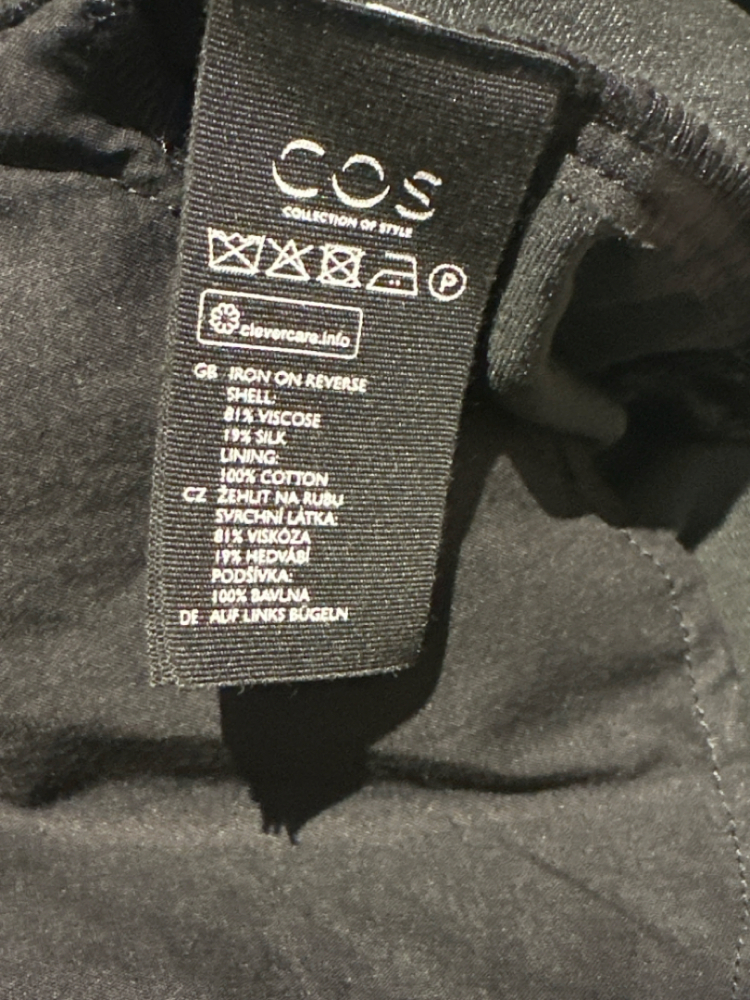 COS
COLLECTION OF STYLE
P
clevercare.info
GB IRON ON REVERSE
SHELL:
81% VISCOSE
19% SILK
LINING:
100% COTTON
CZ ŽEHLIT NA RUBU
SVRCHNÍ LÁTKA:
81% VISKÓZA
19% HEDVÁBÍ
PODŠÍVKA:
100% BAVLNA
DE AUF LINKS BÜGELN